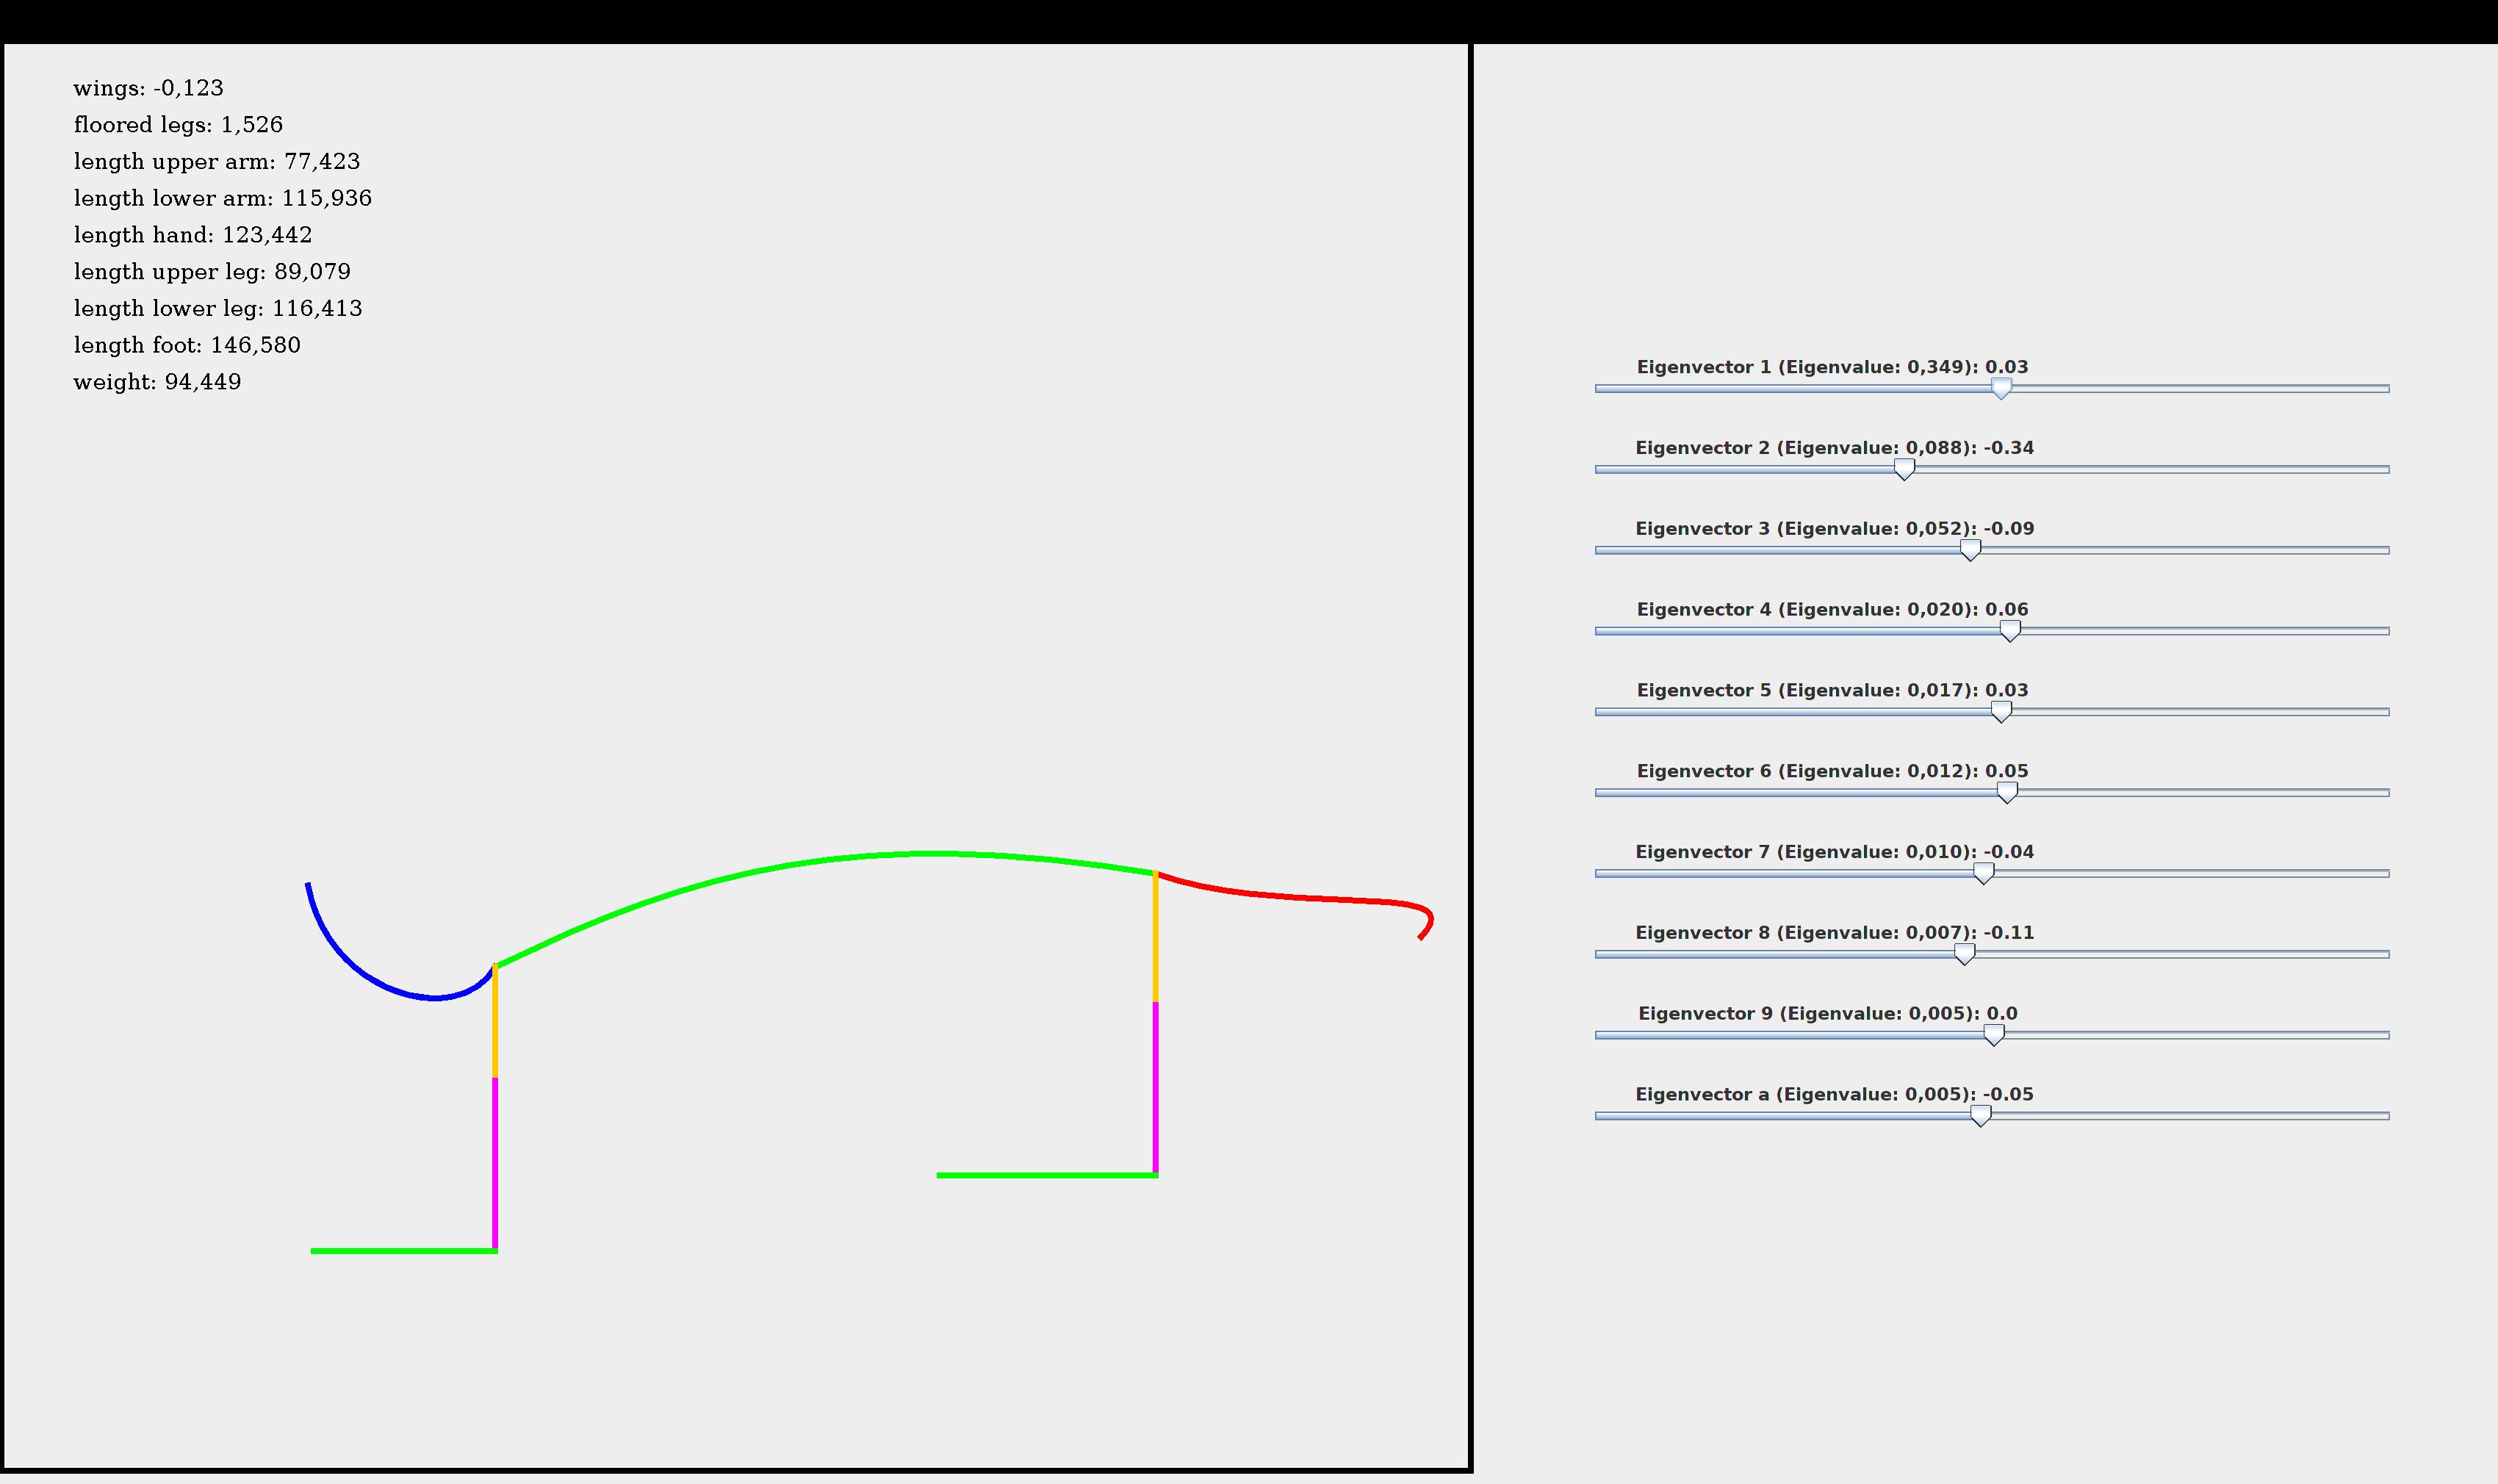 wings: -0,123
floored legs: 1,526
length upper arm: 77,423
length lower arm: 115,936
length hand: 123,442
length upper leg: 89,079
length lower leg: 116,413
length foot: 146,580
weight: 94,449
Eigenvector 1 (Eigenvalue: 0,349): 0.03
Eigenvector 2 (Eigenvalue: 0,088): -0.34
Eigenvector 3 (Eigenvalue: 0,052): -0.09
Eigenvector 4 (Eigenvalue: 0,020): 0.06
Eigenvector 5 (Eigenvalue: 0,017): 0.03
Eigenvector 6 (Eigenvalue: 0,012): 0.05
Eigenvector 7 (Eigenvalue: 0,010): -0.04
Eigenvector 8 (Eigenvalue: 0,007): -0.11
Eigenvector 9 (Eigenvalue: 0,005): 0.0
Eigenvector a (Eigenvalue: 0,005): -0.05